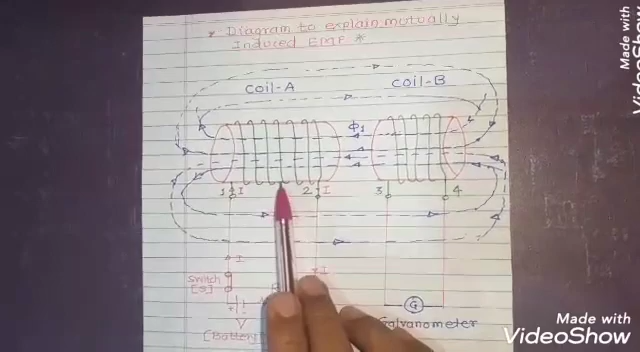 * Diagram to explain mutually
Induced EMF *
coil-A
coil-B
Φ1
1 I
2 I
3
4
I
I
Switch
[S]
+
G
Galvanometer
Made with
VideoShow
Made with
VideoShow